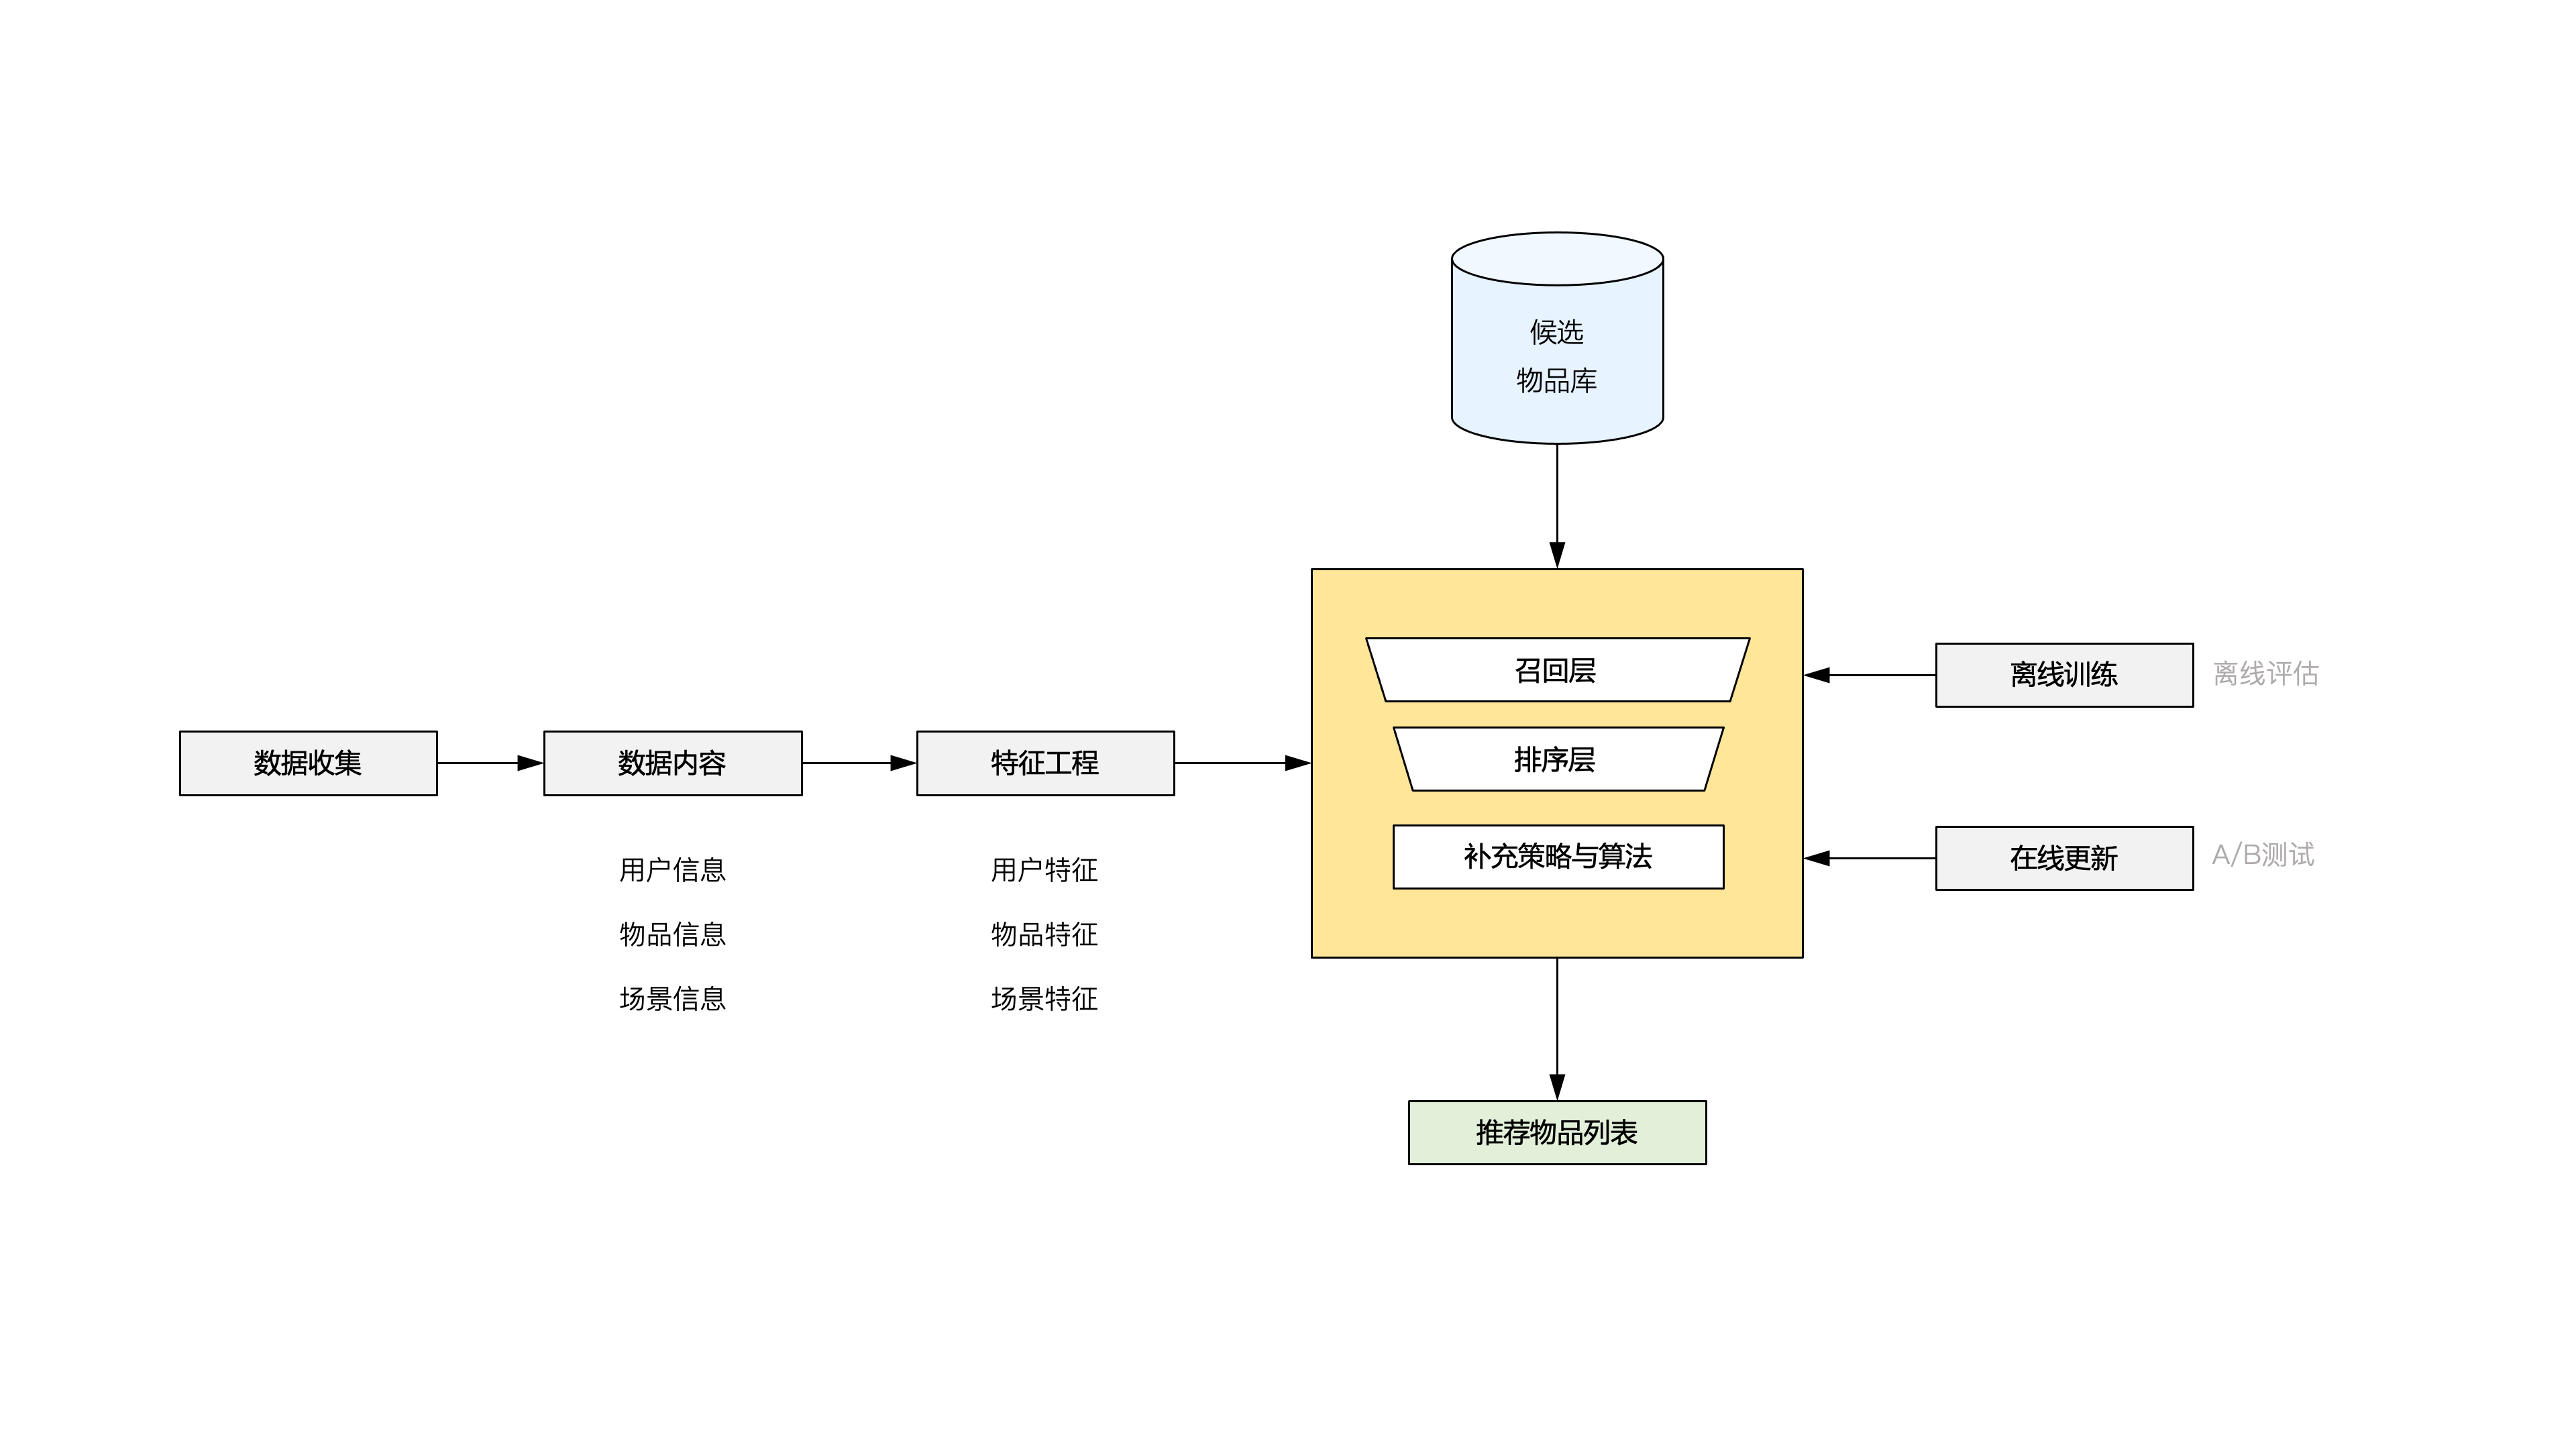 候选
物品库
召回层
排序层
补充策略与算法
离线训练
离线评估
在线更新
A/B测试
数据收集
数据内容
特征工程
用户信息
物品信息
场景信息
用户特征
物品特征
场景特征
推荐物品列表